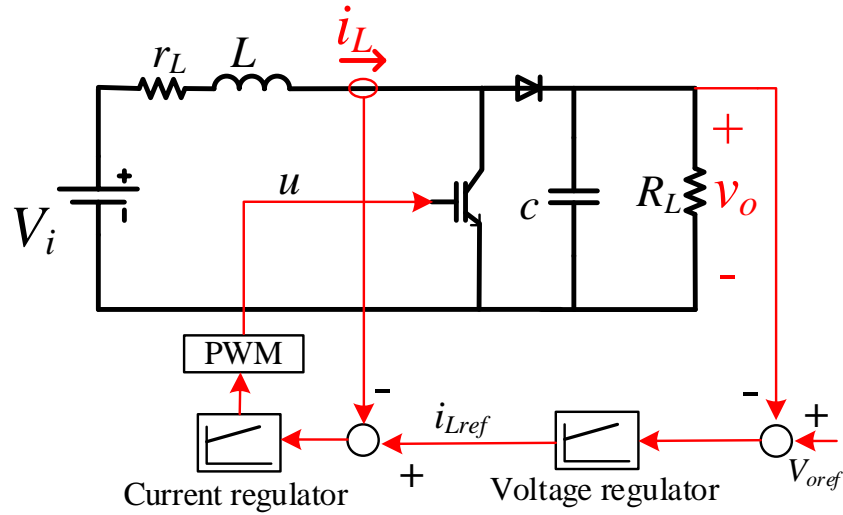 i_L
r_L L
+
u
V_i
c
R_L
+
v_o
-
PWM
-
i_Lref
+
-
+
V_oref
Current regulator
Voltage regulator